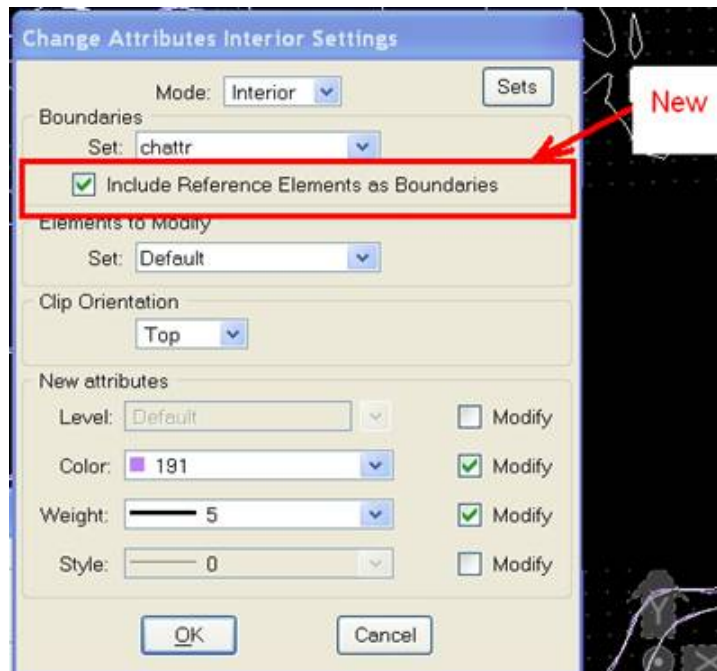 Change Attributes Interior Settings
Mode: Interior
Sets
New
Boundaries
Set: chattr
Include Reference Elements as Boundaries
Elements to Modify
Set: Default
Clip Orientation
Top
New attributes
Level: Default Modify
Color: 191 Modify
Weight: 5 Modify
Style: 0 Modify
OK Cancel
Y
X